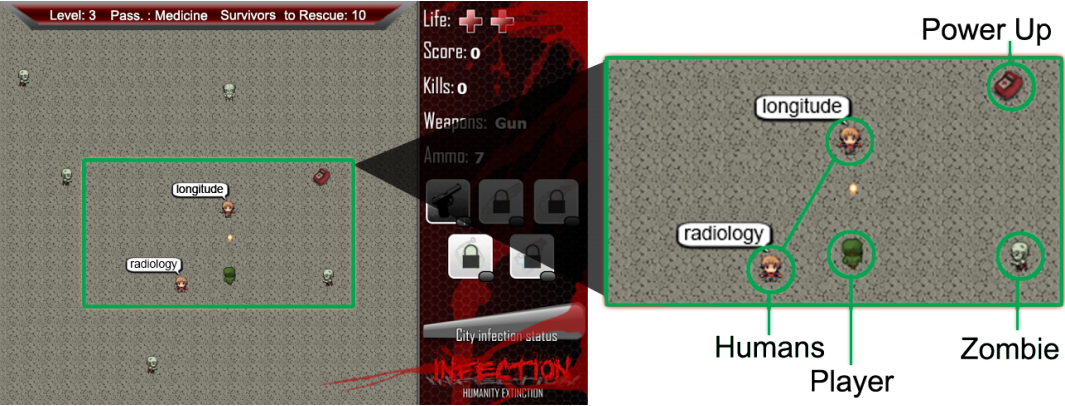 Level: 3 Pass. : Medicine Survivors to Rescue: 10
Life:
Score: 0
Kills: 0
Weapons: Gun
Ammo: 7
longitude
radiology
City infection status
INFECTION
HUMANITY EXTINCTION
Power Up
longitude
radiology
Humans
Player
Zombie